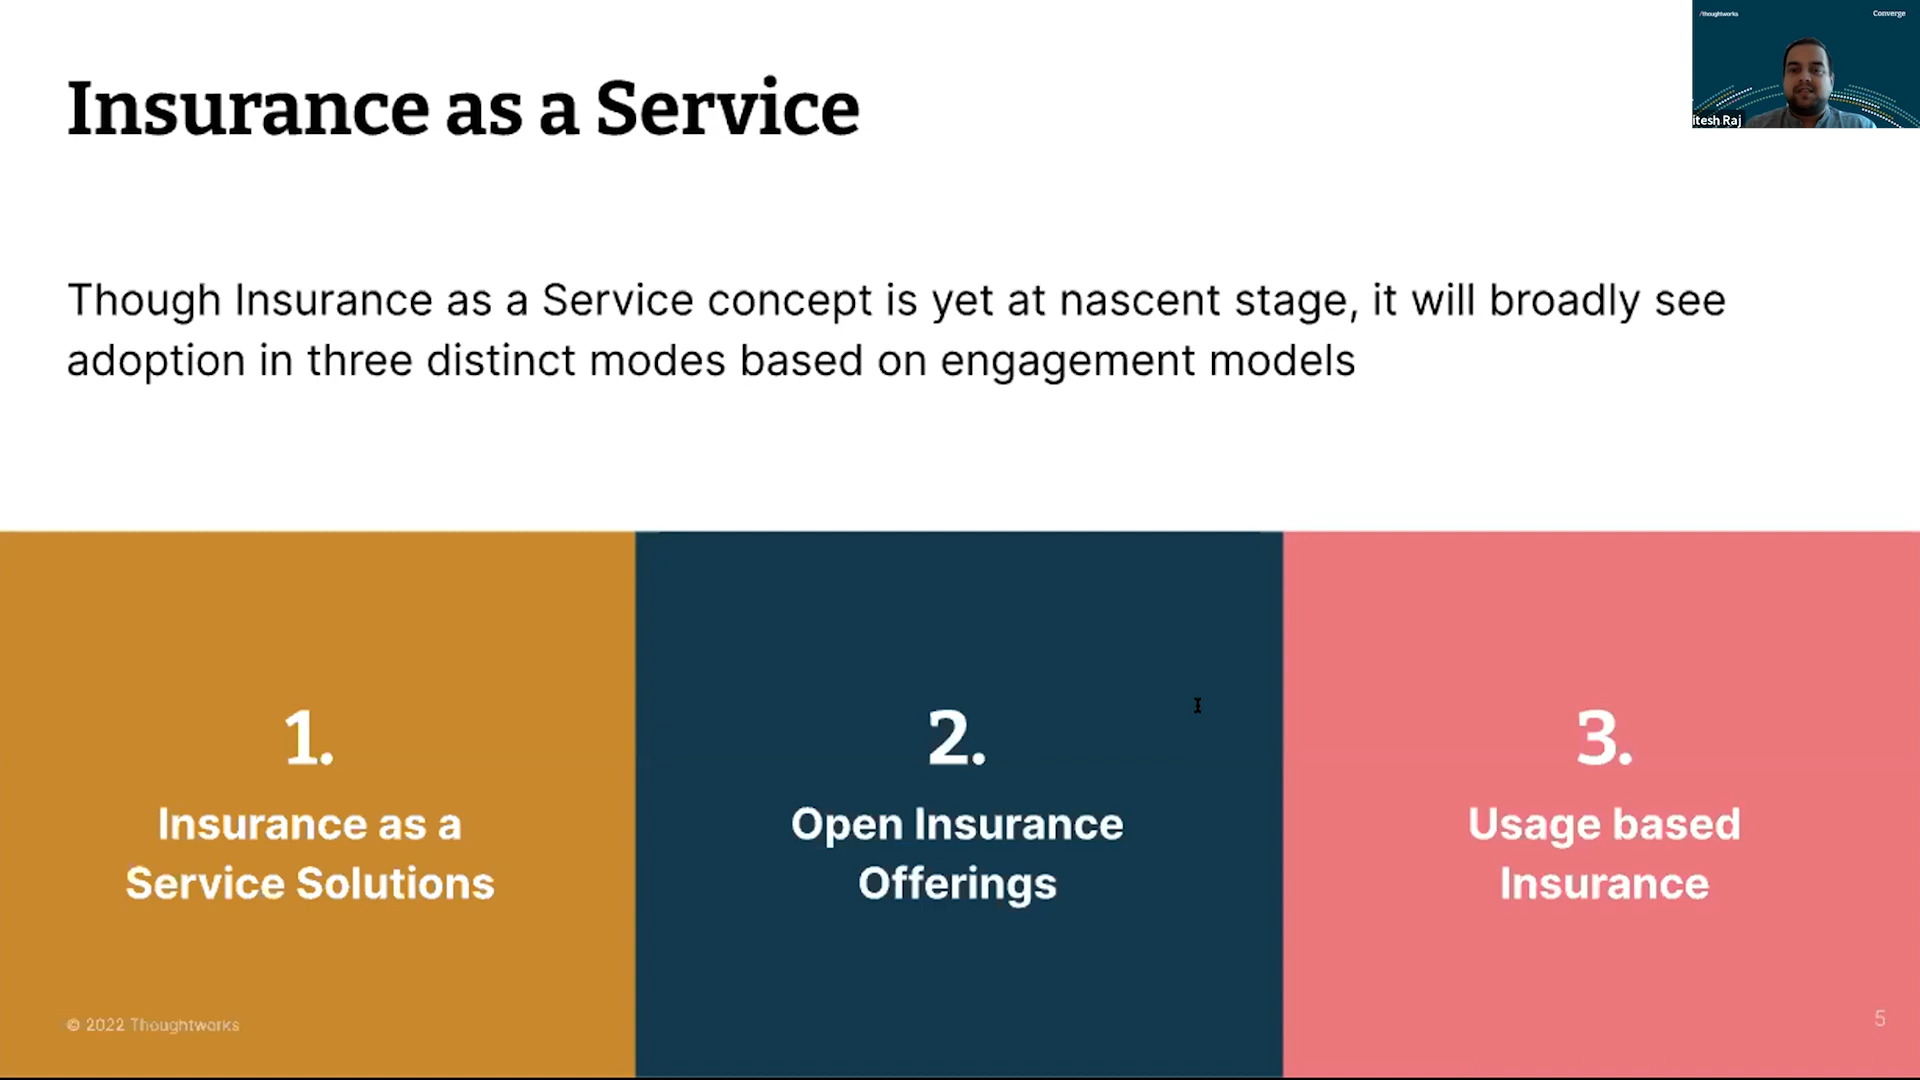 Insurance as a Service
/thoughtworks
Converge
itesh Raj
Though Insurance as a Service concept is yet at nascent stage, it will broadly see
adoption in three distinct modes based on engagement models
1.
Insurance as a
Service Solutions
2.
Open Insurance
Offerings
3.
Usage based
Insurance
© 2022 Thoughtworks
5